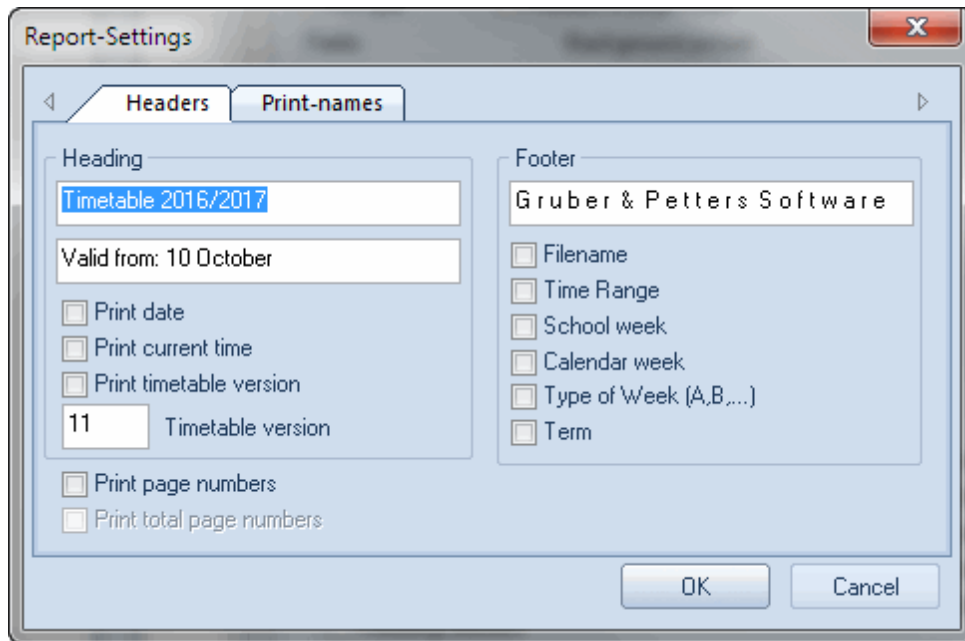 Report-Settings
Headers
Print-names
Heading
Timetable 2016/2017
Valid from: 10 October
Print date
Print current time
Print timetable version
11 Timetable version
Print page numbers
Print total page numbers
Footer
Gruber & Petters Software
Filename
Time Range
School week
Calendar week
Type of Week (A,B,...)
Term
OK
Cancel